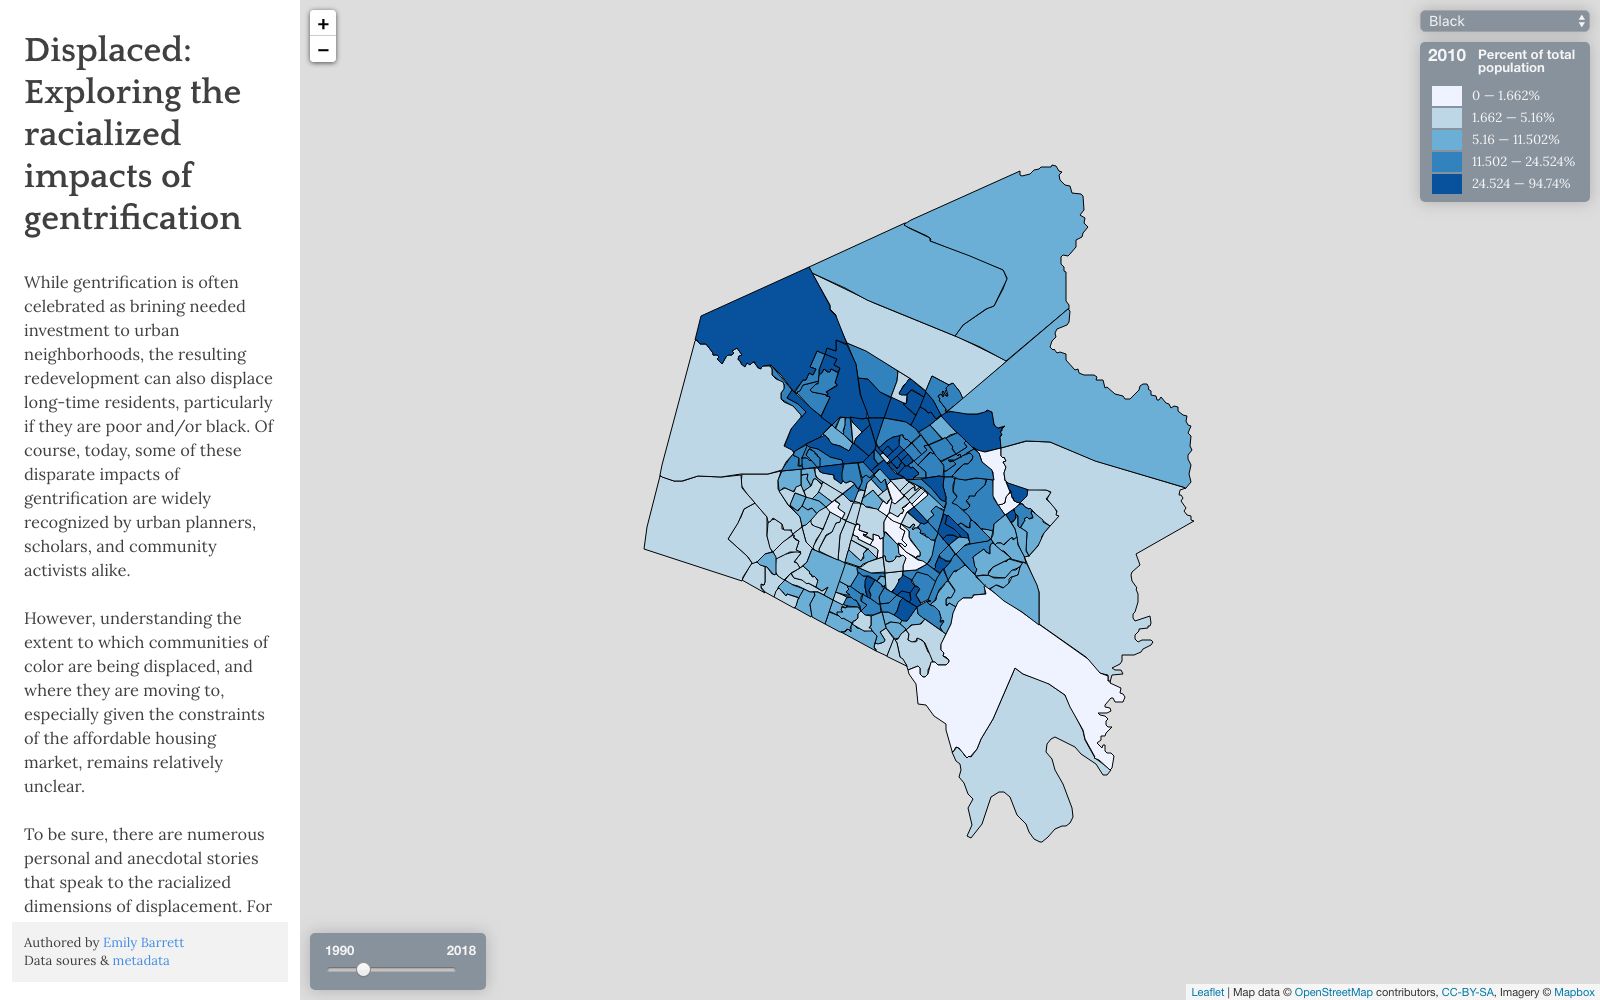 Displaced:
Exploring the
racialized
impacts of
gentrification
While gentrification is often
celebrated as brining needed
investment to urban
neighborhoods, the resulting
redevelopment can also displace
long-time residents, particularly
if they are poor and/or black. Of
course, today, some of these
disparate impacts of
gentrification are widely
recognized by urban planners,
scholars, and community
activists alike.
However, understanding the
extent to which communities of
color are being displaced, and
where they are moving to,
especially given the constraints
of the affordable housing
market, remains relatively
unclear.
To be sure, there are numerous
personal and anecdotal stories
that speak to the racialized
dimensions of displacement. For
Authored by Emily Barrett
Data soures & metadata
+
−
Black
2010 Percent of total
population
0 — 1.662%
1.662 — 5.16%
5.16 — 11.502%
11.502 — 24.524%
24.524 — 94.74%
1990 2018
Leaflet | Map data © OpenStreetMap contributors, CC-BY-SA, Imagery © Mapbox